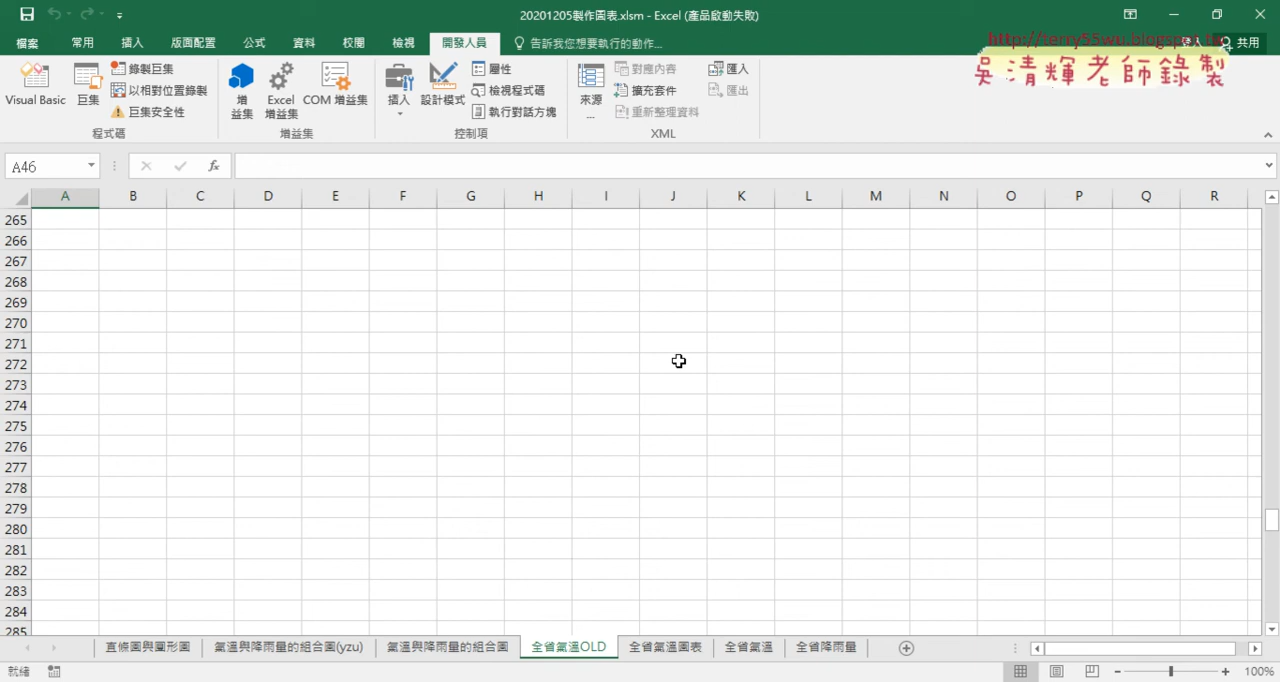 20201205製作圖表.xlsm - Excel (產品啟動失敗)
檔案 常用 插入 版面配置 公式 資料 校閱 檢視 開發人員 告訴我您想要執行的動作... 登入 共用
http://terry55wu.blogspot.tw
吳清輝老師錄製
Visual Basic 巨集 錄製巨集 以相對位置錄製 巨集安全性 程式碼
增益集 Excel 增益集 COM 增益集 增益集
插入 設計模式 屬性 檢視程式碼 執行對話方塊 控制項
來源... 對應內容 擴充套件 重新整理資料 匯入 匯出 XML
A46 fx
A B C D E F G H I J K L M N O P Q R
265
266
267
268
269
270
271
272
273
274
275
276
277
278
279
280
281
282
283
284
285
直條圖與圖形圖 氣溫與降雨量的組合圖(yzu) 氣溫與降雨量的組合圖 全省氣溫OLD 全省氣溫圖表 全省氣溫 全省降雨量
就緒 100%